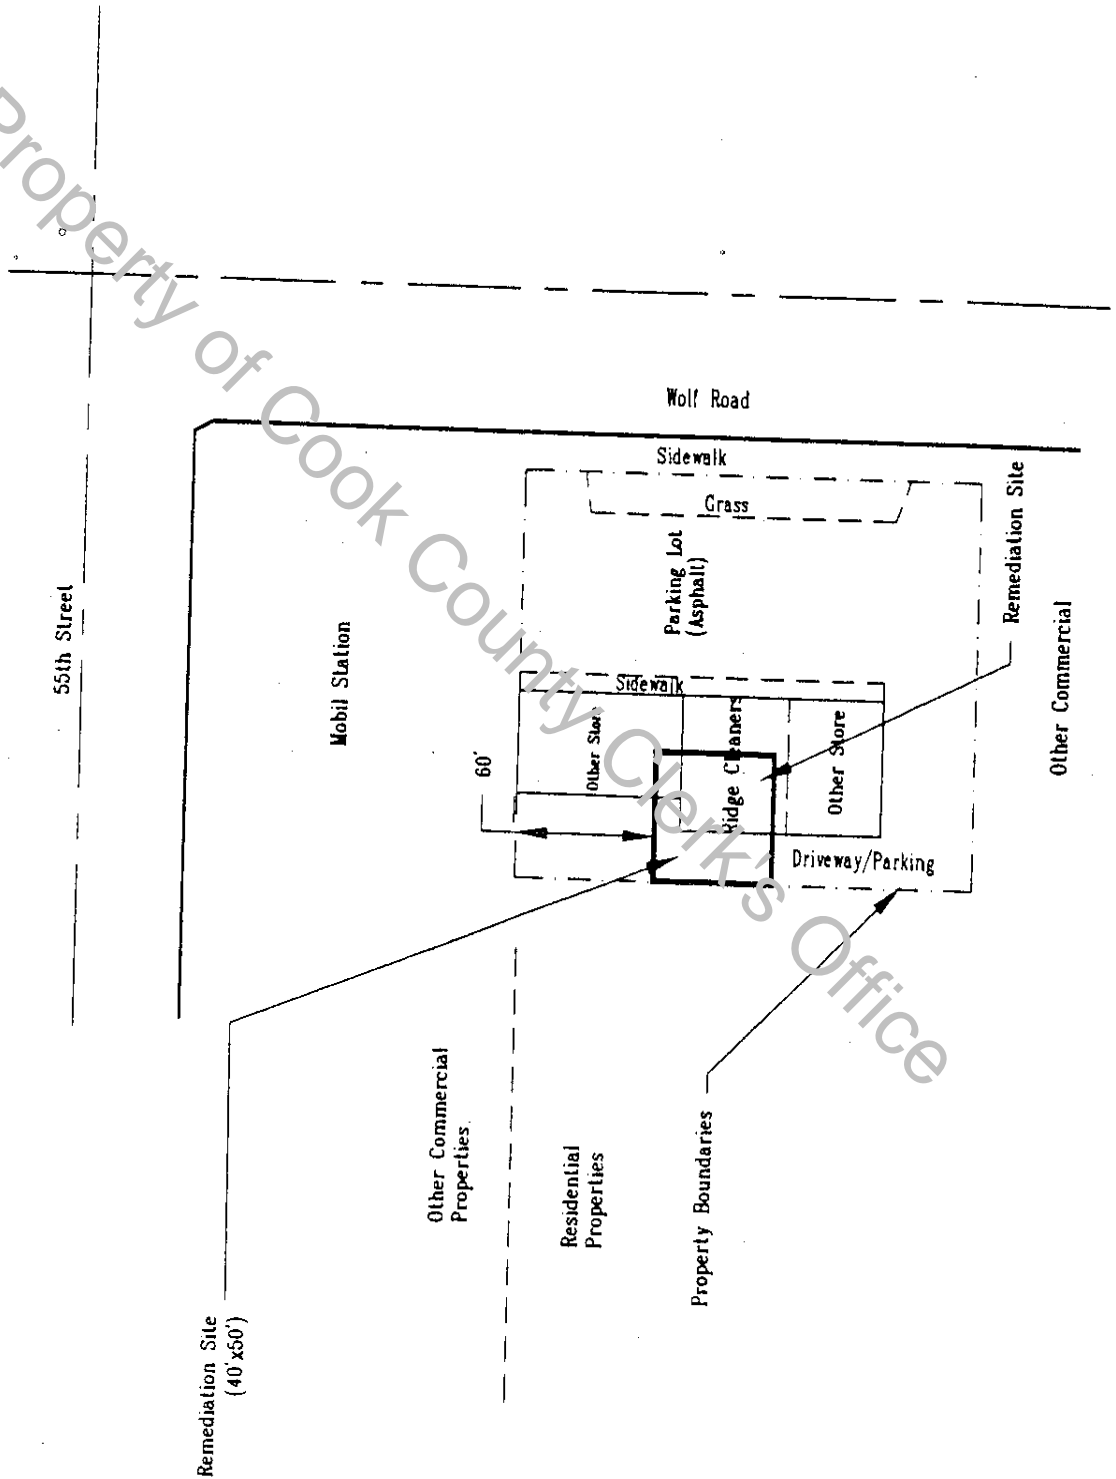 Property of Cook County Clerk's Office
Wolf Road
55th Street
Sidewalk
Grass
Parking Lot
(Asphalt)
Remediation Site
Mobil Station
Sidewalk
Other Store
Ridge Cleaners
Other Store
Other Commercial
60'
Driveway/Parking
Other Commercial
Properties
Residential
Properties
Property Boundaries
Remediation Site
(40'x50')